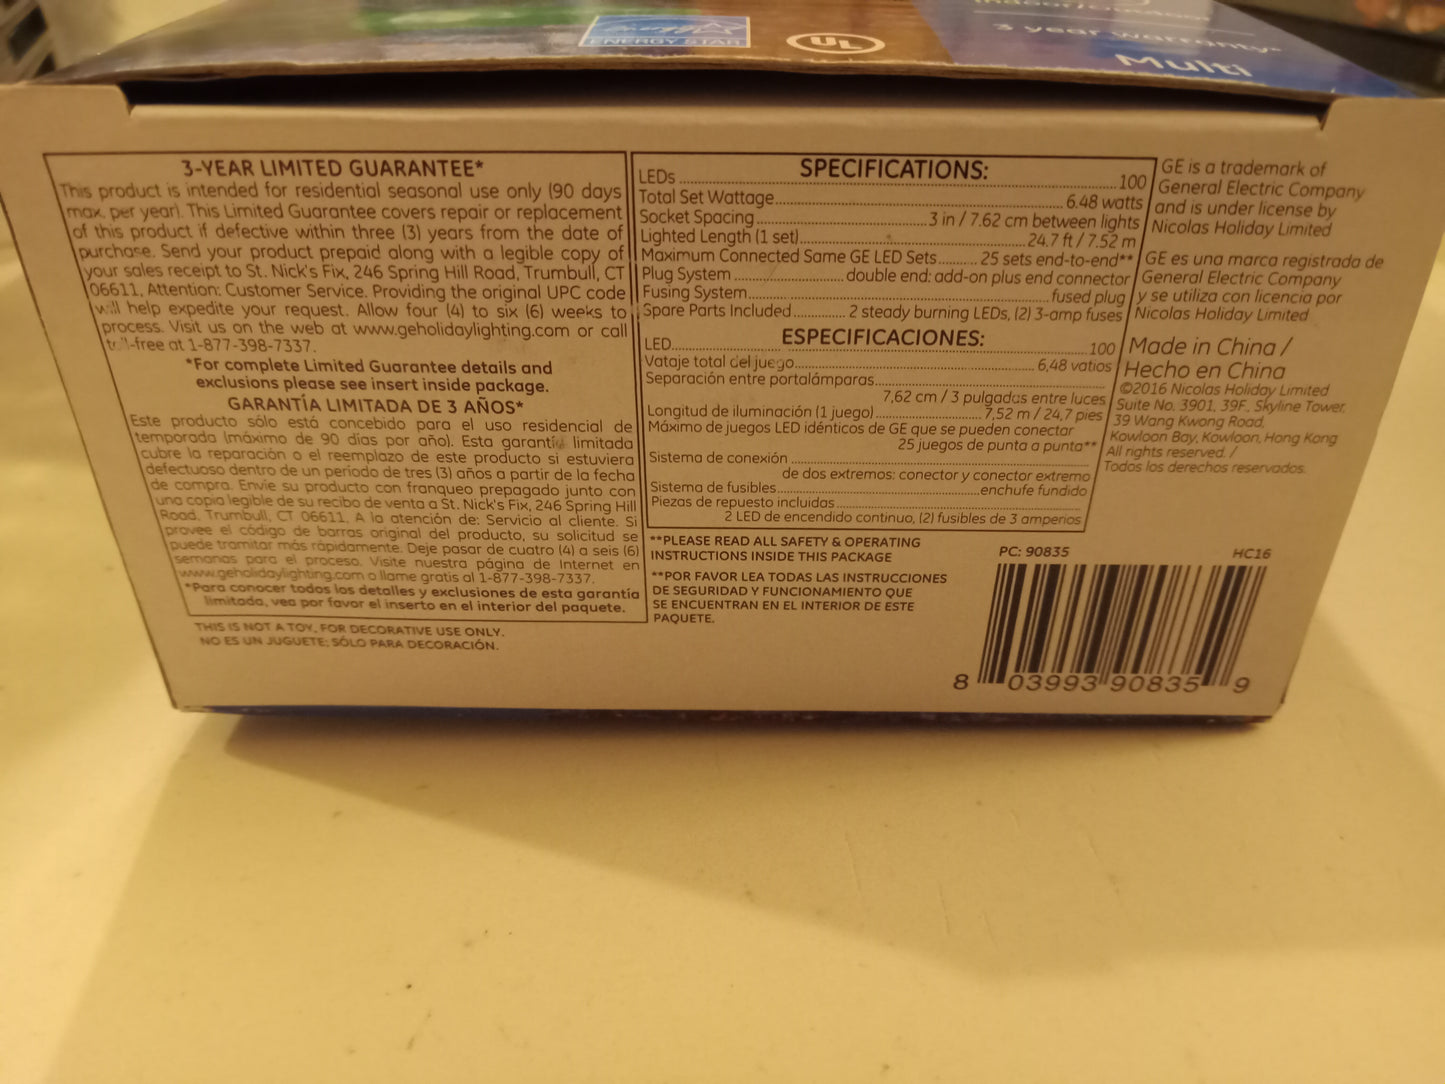 ENERGY STAR
UL
3 year warranty*
Multi
3-YEAR LIMITED GUARANTEE*
This product is intended for residential seasonal use only (90 days
max. per year). This Limited Guarantee covers repair or replacement
of this product if defective within three (3) years from the date of
purchase. Send your product prepaid along with a legible copy of
your sales receipt to St. Nick's Fix, 246 Spring Hill Road, Trumbull, CT
06611, Attention: Customer Service. Providing the original UPC code
will help expedite your request. Allow four (4) to six (6) weeks to
process. Visit us on the web at www.geholidaylighting.com or call
toll-free at 1-877-398-7337.
*For complete Limited Guarantee details and
exclusions please see insert inside package.
GARANTÍA LIMITADA DE 3 AÑOS*
Este producto sólo está concebido para el uso residencial de
temporada (máximo de 90 días por año). Esta garantía limitada
cubre la reparación o el reemplazo de este producto si estuviera
defectuoso dentro de un período de tres (3) años a partir de la fecha
de compra. Envíe su producto con franqueo prepagado junto con
una copia legible de su recibo de venta a St. Nick's Fix, 246 Spring Hill
Road, Trumbull, CT 06611, A la atención de: Servicio al cliente. Si
provee el código de barras original del producto, su solicitud se
puede tramitar más rápidamente. Deje pasar de cuatro (4) a seis (6)
semanas para el proceso. Visite nuestra página de Internet en
www.geholidaylighting.com o llame gratis al 1-877-398-7337.
*Para conocer todos los detalles y exclusiones de esta garantía
limitada, vea por favor el inserto en el interior del paquete.
THIS IS NOT A TOY, FOR DECORATIVE USE ONLY.
NO ES UN JUGUETE; SÓLO PARA DECORACIÓN.
SPECIFICATIONS:
LEDs 100
Total Set Wattage 6.48 watts
Socket Spacing 3 in / 7.62 cm between lights
Lighted Length (1 set) 24.7 ft / 7.52 m
Maximum Connected Same GE LED Sets 25 sets end-to-end**
Plug System double end: add-on plus end connector
Fusing System fused plug
Spare Parts Included 2 steady burning LEDs, (2) 3-amp fuses
ESPECIFICACIONES:
LED 100
Vataje total del juego 6,48 vatios
Separación entre portalámparas
7,62 cm / 3 pulgadas entre luces
Longitud de iluminación (1 juego) 7,52 m / 24,7 pies
Máximo de juegos LED idénticos de GE que se pueden conectar
25 juegos de punta a punta**
Sistema de conexión
de dos extremos: conector y conector extremo
Sistema de fusibles enchufe fundido
Piezas de repuesto incluidas
2 LED de encendido continuo, (2) fusibles de 3 amperios
**PLEASE READ ALL SAFETY & OPERATING
INSTRUCTIONS INSIDE THIS PACKAGE
**POR FAVOR LEA TODAS LAS INSTRUCCIONES
DE SEGURIDAD Y FUNCIONAMIENTO QUE
SE ENCUENTRAN EN EL INTERIOR DE ESTE
PAQUETE.
GE is a trademark of
General Electric Company
and is under license by
Nicolas Holiday Limited
GE es una marca registrada de
General Electric Company
y se utiliza con licencia por
Nicolas Holiday Limited
Made in China /
Hecho en China
©2016 Nicolas Holiday Limited
Suite No. 3901, 39F, Skyline Tower,
39 Wang Kwong Road,
Kowloon Bay, Kowloon, Hong Kong
All rights reserved. /
Todos los derechos reservados.
PC: 90835 HC16
8 03993 90835 9